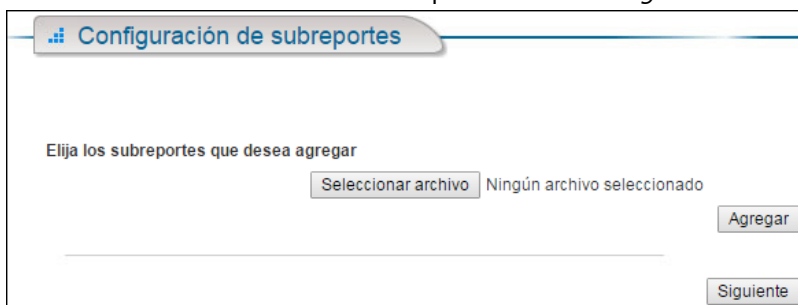 Configuración de subreportes
Elija los subreportes que desea agregar
Seleccionar archivo Ningún archivo seleccionado
Agregar
Siguiente